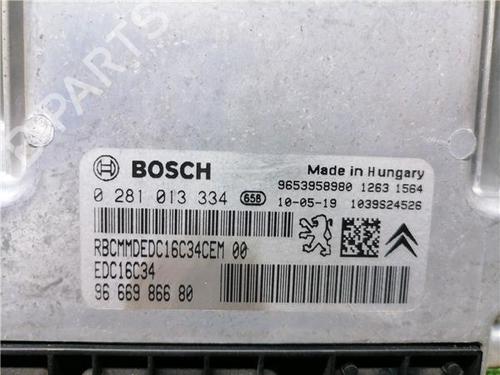 B PARTS
BOSCH
Made in Hungary
0 281 013 334 658
9653958980 1263 1564
10-05-19 1039S24526
RBCMMDEDC16C34CEM 00
EDC16C34
96 669 866 80